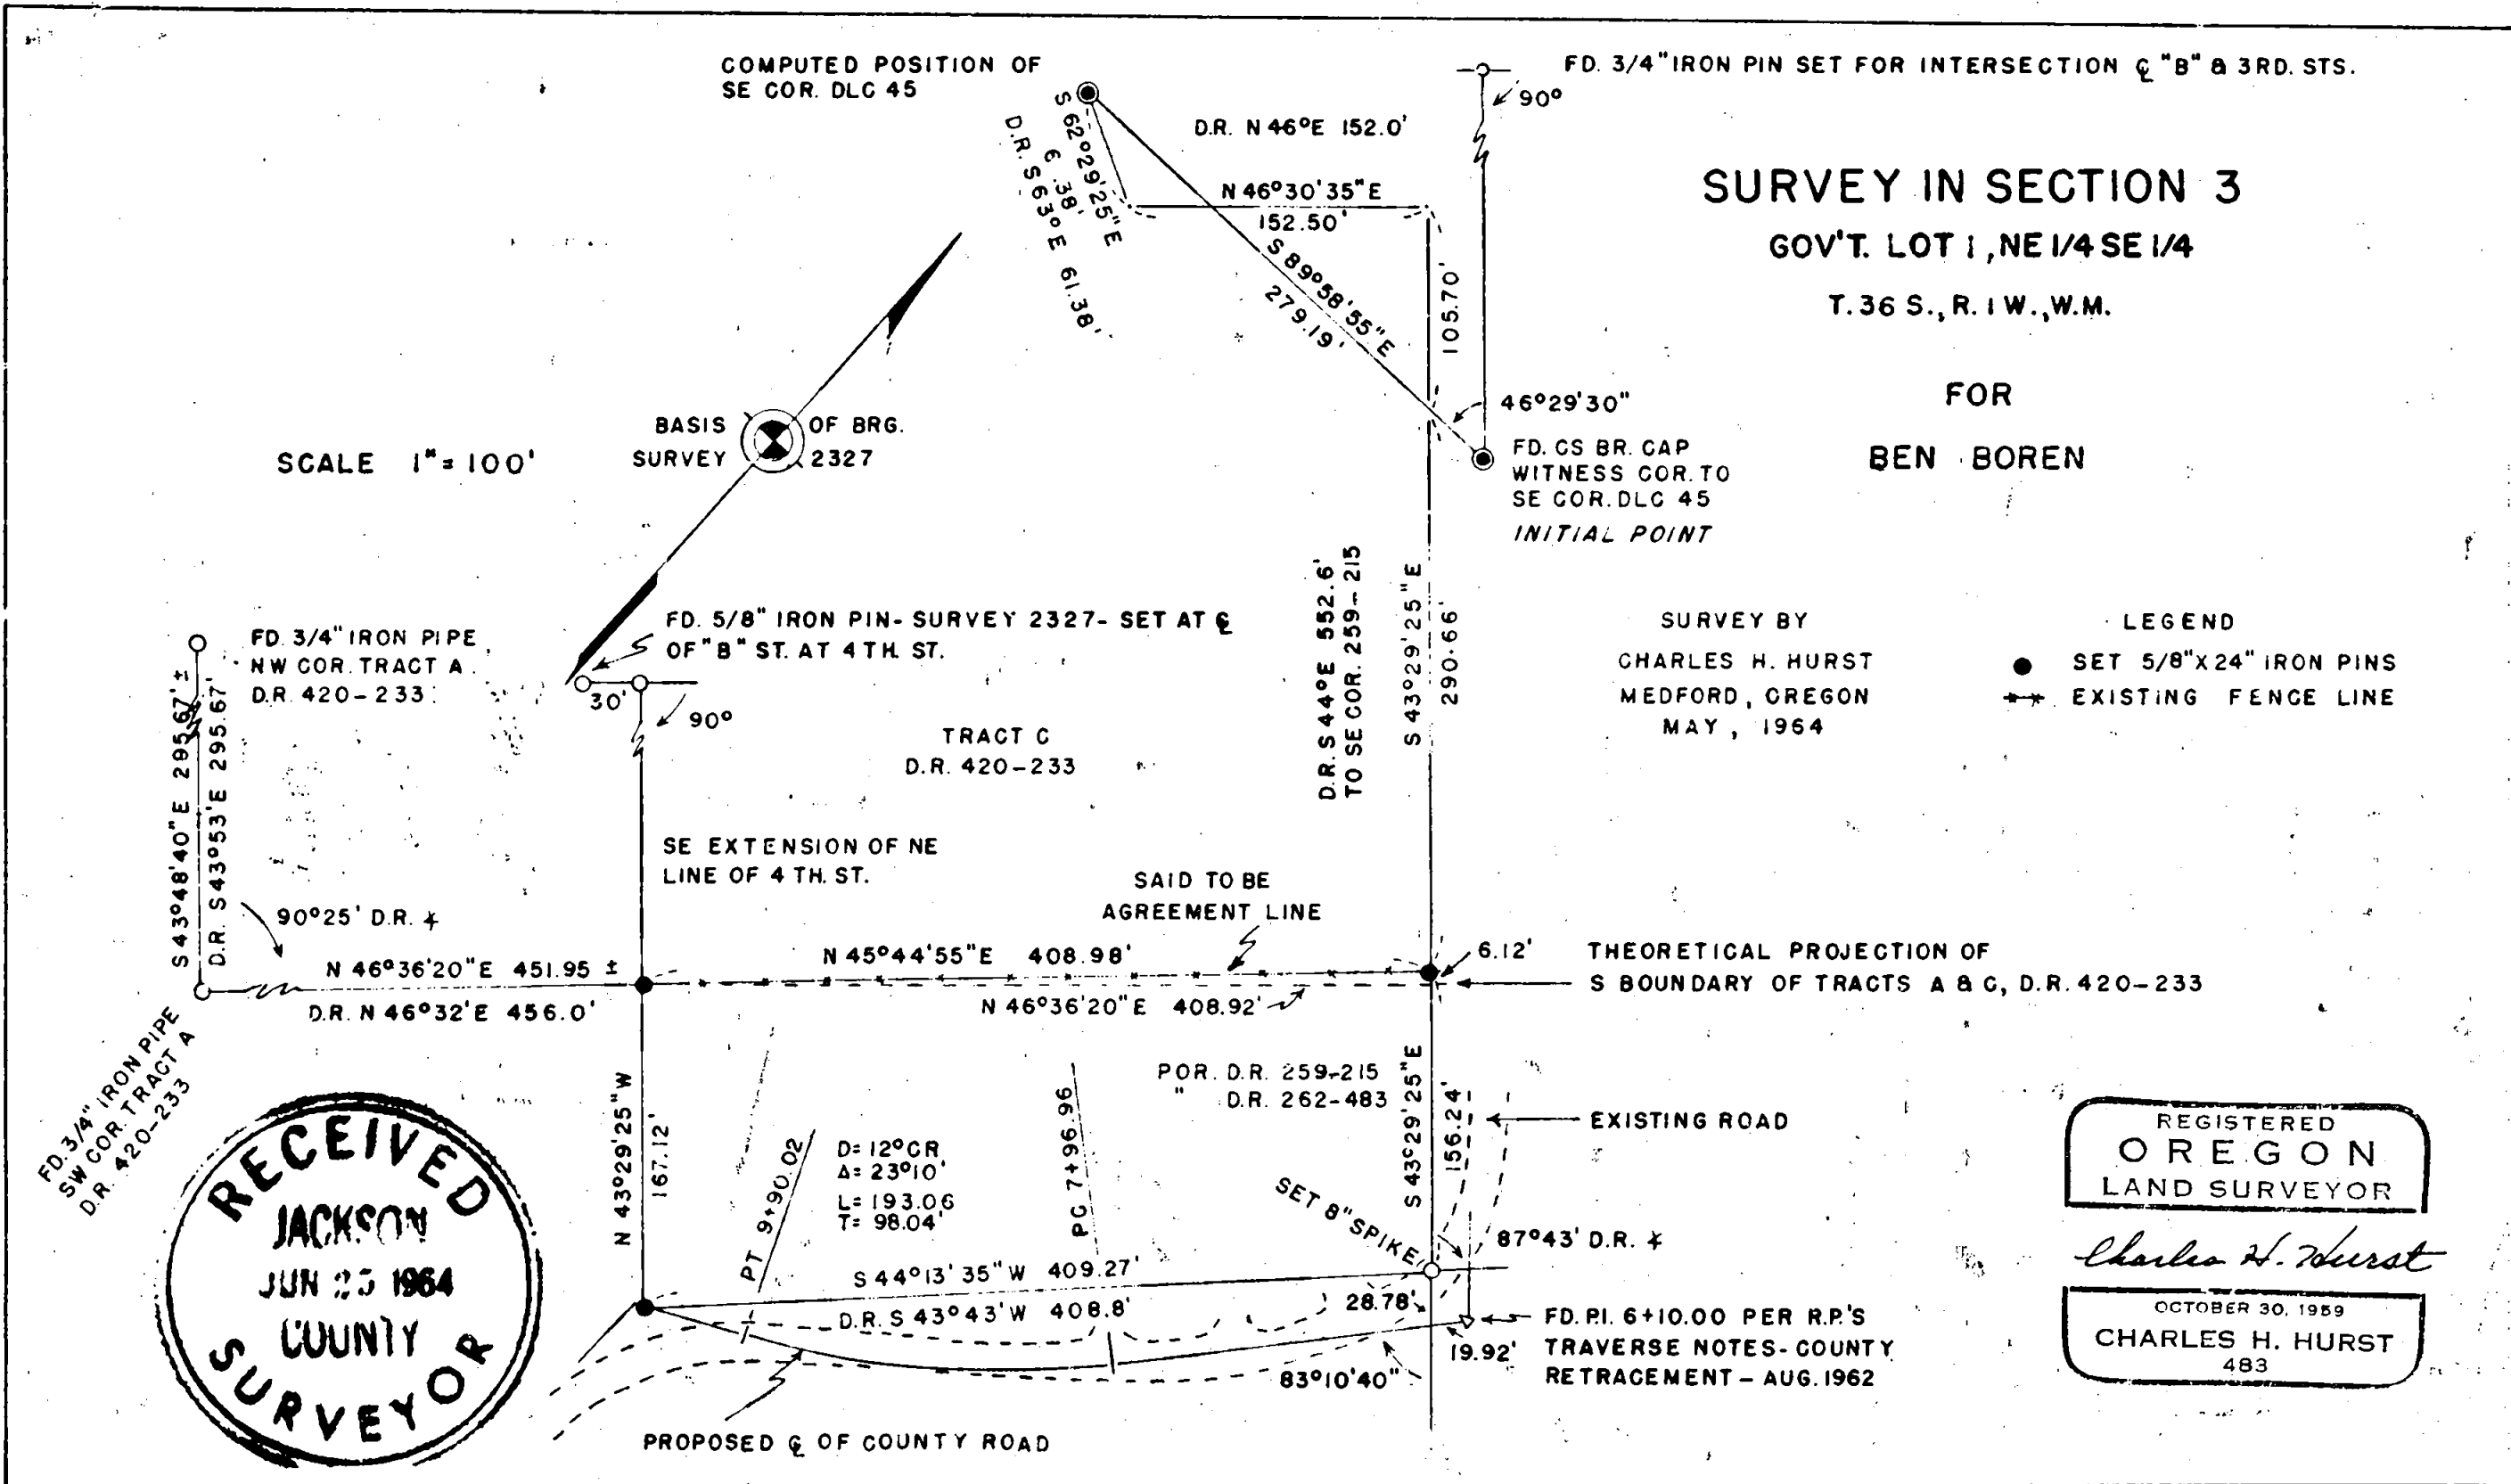 COMPUTED POSITION OF
SE COR. DLC 45
FD. 3/4" IRON PIN SET FOR INTERSECTION ℄ "B" & 3RD. STS.
90°
D.R. N 46°E 152.0'
S 62°29'25"E
6 .38'
D.R. S 63°E 61.38'
N 46°30'35"E
152.50'
S 89°58'55"E
279.19'
105.70'
SURVEY IN SECTION 3
GOV'T. LOT 1, NE 1/4 SE 1/4
T. 36 S., R. 1 W., W.M.
FOR
BEN BOREN
46°29'30"
FD. CS BR. CAP
WITNESS COR. TO
SE COR. DLC 45
INITIAL POINT
SCALE 1" = 100'
BASIS OF BRG.
SURVEY 2327
D.R. S 44°E 552.6'
TO SE COR. 259-215
S 43°29'25"E
290.66'
SURVEY BY
CHARLES H. HURST
MEDFORD, OREGON
MAY, 1964
LEGEND
SET 5/8" X 24" IRON PINS
EXISTING FENCE LINE
FD. 3/4" IRON PIPE
NW COR. TRACT A
D.R. 420-233
FD. 5/8" IRON PIN - SURVEY 2327 - SET AT ℄
OF "B" ST. AT 4TH. ST.
30'
90°
TRACT C
D.R. 420-233
S 43°48'40"E 295.67' ±
D.R. S 43°53'E 295.67'
SE EXTENSION OF NE
LINE OF 4TH. ST.
SAID TO BE
AGREEMENT LINE
90°25' D.R. ∡
N 46°36'20"E 451.95 ±
D.R. N 46°32'E 456.0'
N 45°44'55"E 408.98'
N 46°36'20"E 408.92'
6.12'
THEORETICAL PROJECTION OF
S BOUNDARY OF TRACTS A & C, D.R. 420-233
FD. 3/4" IRON PIPE
SW COR. TRACT A
D.R. 420-233
N 43°29'25"W
167.12'
PT 9+90.02
D= 12°CR
Δ= 23°10'
L= 193.06
T= 98.04'
PC 7+96.96
POR. D.R. 259-215
" D.R. 262-483
S 43°29'25"E
156.24'
EXISTING ROAD
SET 8" SPIKE
87°43' D.R. ∡
S 44°13'35"W 409.27'
D.R. S 43°43'W 408.8'
28.78'
19.92'
83°10'40"
FD. P.I. 6+10.00 PER R.P.'S
TRAVERSE NOTES - COUNTY
RETRACEMENT - AUG. 1962
PROPOSED ℄ OF COUNTY ROAD
RECEIVED
JACKSON
JUN 25 1964
COUNTY
SURVEYOR
REGISTERED
OREGON
LAND SURVEYOR
Charles H. Hurst
OCTOBER 30, 1959
CHARLES H. HURST
483